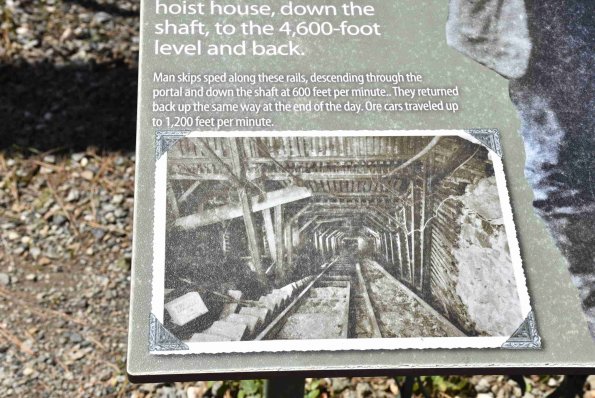 hoist house, down the
shaft, to the 4,600-foot
level and back.
Man skips sped along these rails, descending through the
portal and down the shaft at 600 feet per minute.. They returned
back up the same way at the end of the day. Ore cars traveled up
to 1,200 feet per minute.